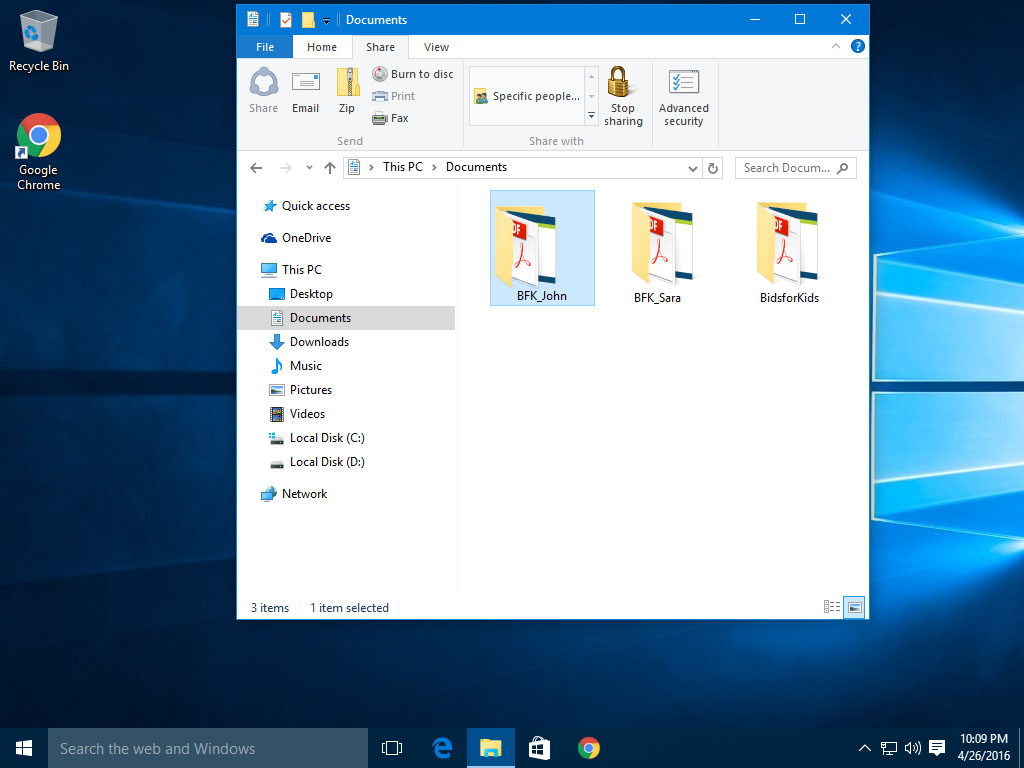 Recycle Bin
Google
Chrome
Documents
File Home Share View
Share
Email
Zip
Burn to disc
Print
Fax
Send
Specific people...
Stop
sharing
Share with
Advanced
security
This PC Documents
Search Docum...
Quick access
OneDrive
This PC
Desktop
Documents
Downloads
Music
Pictures
Videos
Local Disk (C:)
Local Disk (D:)
Network
BFK_John
BFK_Sara
BidsforKids
3 items 1 item selected
Search the web and Windows
10:09 PM
4/26/2016